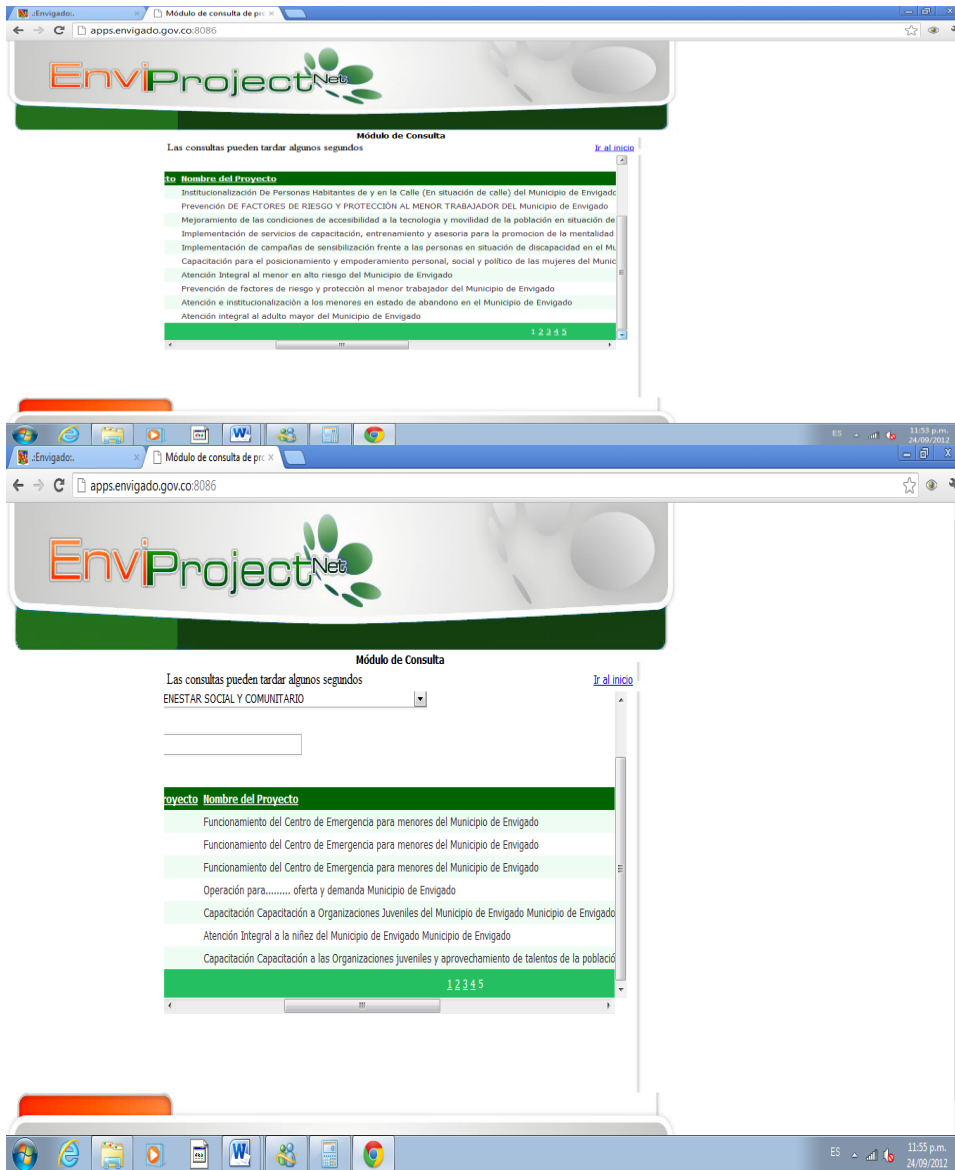 .:Envigado:.
Módulo de consulta de pro
apps.envigado.gov.co:8086
EnviProject Net
Módulo de Consulta
Las consultas pueden tardar algunos segundos
Ir al inicio
to Nombre del Proyecto
Institucionalización De Personas Habitantes de y en la Calle (En situación de calle) del Municipio de Envigado
Prevención DE FACTORES DE RIESGO Y PROTECCIÒN AL MENOR TRABAJADOR DEL Municipio de Envigado
Mejoramiento de las condiciones de accesibilidad a la tecnologia y movilidad de la población en situación de
Implementación de servicios de capacitación, entrenamiento y asesoria para la promocion de la mentalidad
Implementación de campañas de sensibilización frente a las personas en situación de discapacidad en el Mu
Capacitación para el posicionamiento y empoderamiento personal, social y político de las mujeres del Munic
Atención Integral al menor en alto riesgo del Municipio de Envigado
Prevención de factores de riesgo y protecciòn al menor trabajador del Municipio de Envigado
Atención e institucionalización a los menores en estado de abandono en el Municipio de Envigado
Atención integral al adulto mayor del Municipio de Envigado
1 2 3 4 5
ES
11:53 p.m.
24/09/2012
.:Envigado:.
Módulo de consulta de pro
apps.envigado.gov.co:8086
EnviProject Net
Módulo de Consulta
Las consultas pueden tardar algunos segundos
Ir al inicio
ENESTAR SOCIAL Y COMUNITARIO
royecto Nombre del Proyecto
Funcionamiento del Centro de Emergencia para menores del Municipio de Envigado
Funcionamiento del Centro de Emergencia para menores del Municipio de Envigado
Funcionamiento del Centro de Emergencia para menores del Municipio de Envigado
Operación para......... oferta y demanda Municipio de Envigado
Capacitación Capacitación a Organizaciones Juveniles del Municipio de Envigado Municipio de Envigado
Atención Integral a la niñez del Municipio de Envigado Municipio de Envigado
Capacitación Capacitación a las Organizaciones juveniles y aprovechamiento de talentos de la població
1 2 3 4 5
ES
11:55 p.m.
24/09/2012